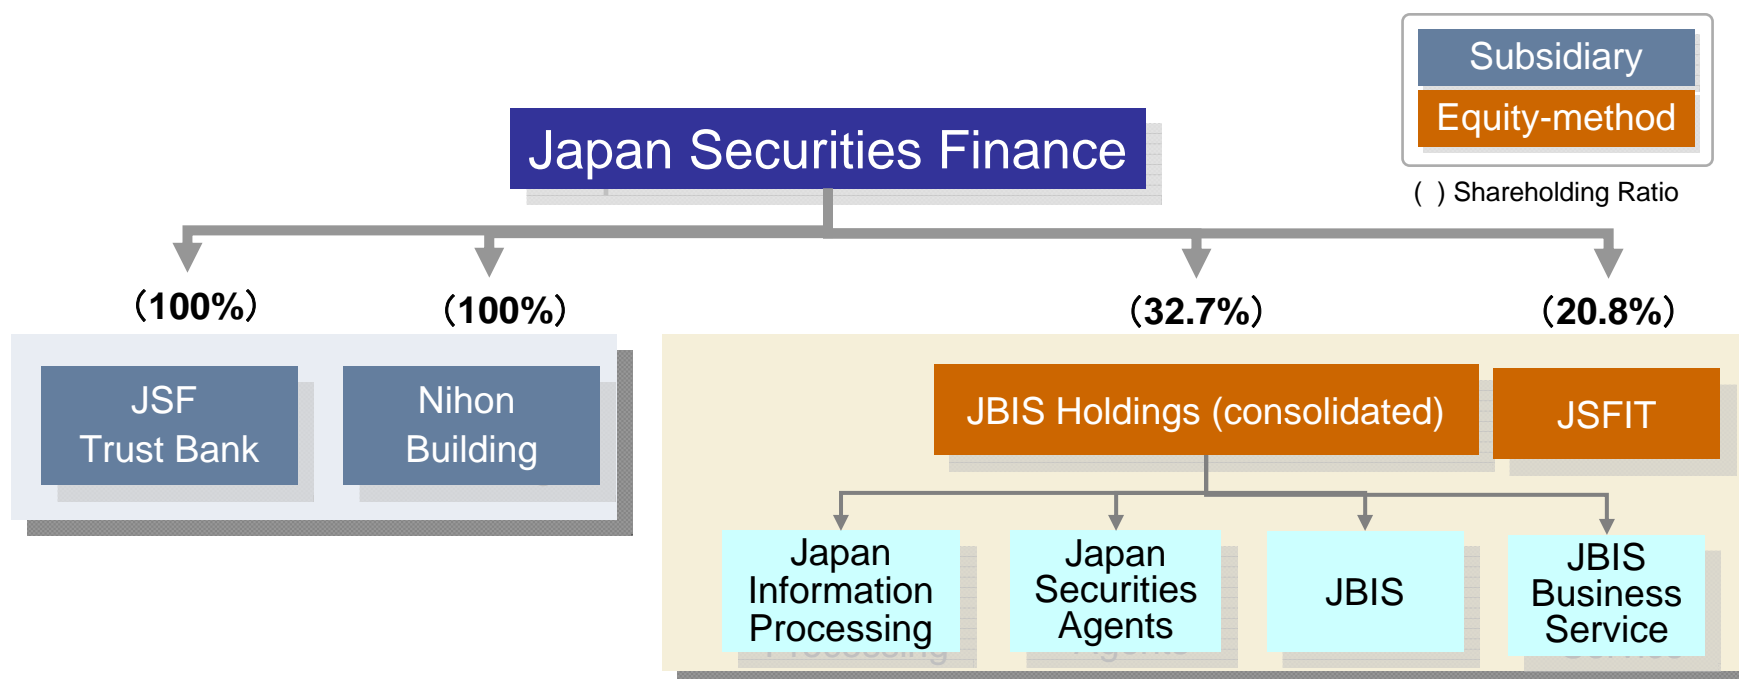 Subsidiary
Equity-method
( ) Shareholding Ratio
Japan Securities Finance
(100%)
(100%)
(32.7%)
(20.8%)
JSF
Trust Bank
Nihon
Building
JBIS Holdings (consolidated)
JSFIT
Japan
Information
Processing
Japan
Securities
Agents
JBIS
JBIS
Business
Service